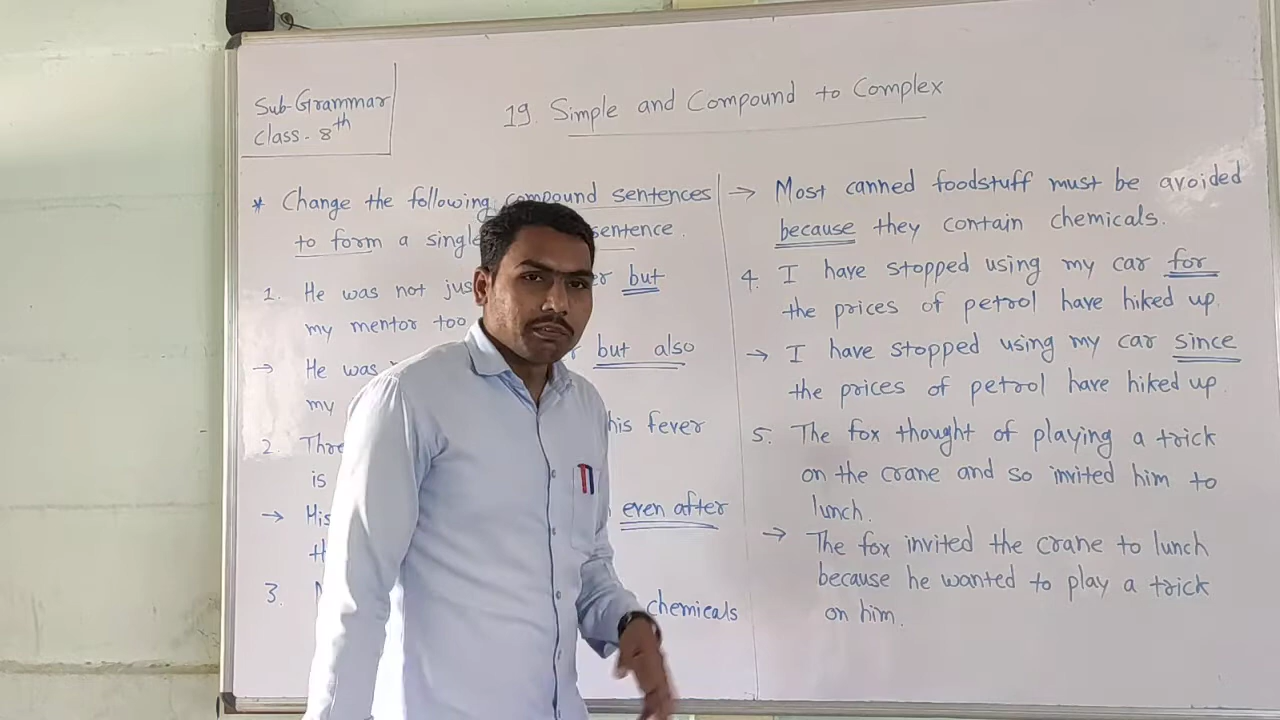 Sub-Grammar
Class- 8th
19. Simple and Compound to Complex
* Change the following compound sentences
to form a single sentence.
1. He was not but
my mentor too
→ He was but also
my
2. his fever
is
→ even after
3. chemicals
→ Most canned foodstuff must be avoided
because they contain chemicals.
4. I have stopped using my car for
the prices of petrol have hiked up.
→ I have stopped using my car since
the prices of petrol have hiked up.
5. The fox thought of playing a trick
on the crane and so invited him to
lunch.
→ The fox invited the crane to lunch
because he wanted to play a trick
on him.